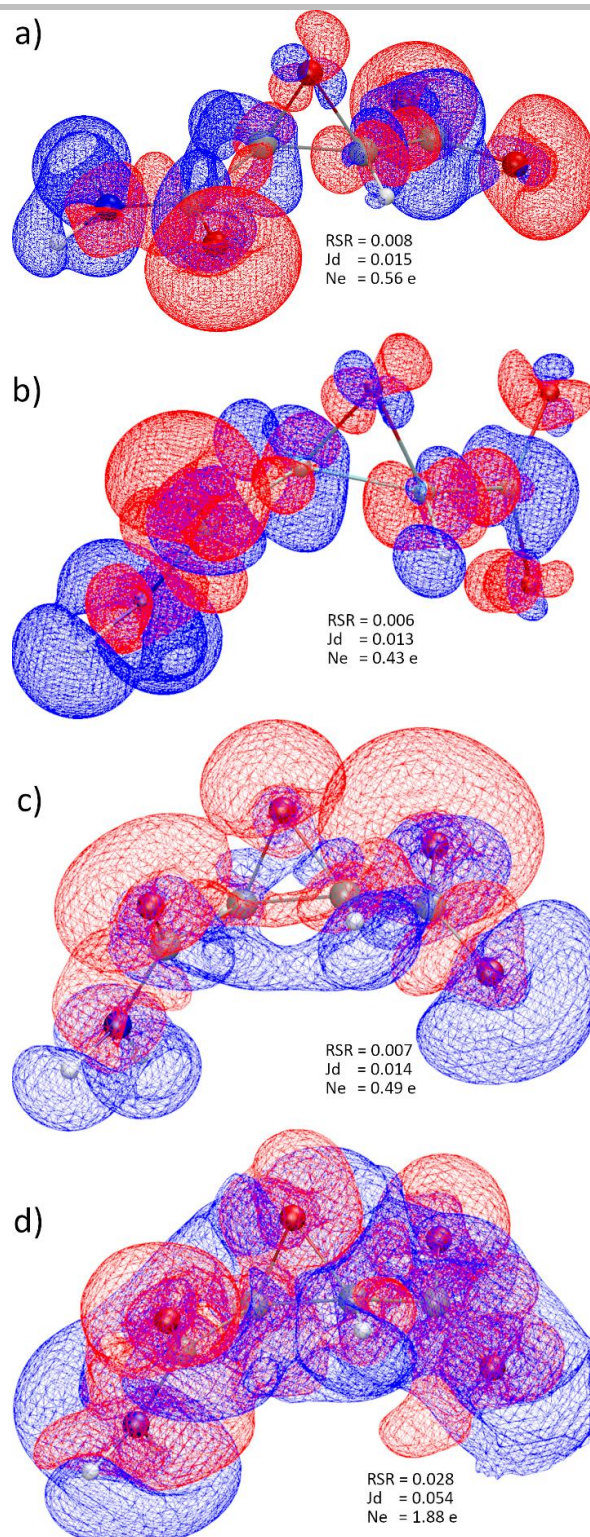 a)
RSR = 0.008
Jd = 0.015
Ne = 0.56 e
b)
RSR = 0.006
Jd = 0.013
Ne = 0.43 e
c)
RSR = 0.007
Jd = 0.014
Ne = 0.49 e
d)
RSR = 0.028
Jd = 0.054
Ne = 1.88 e